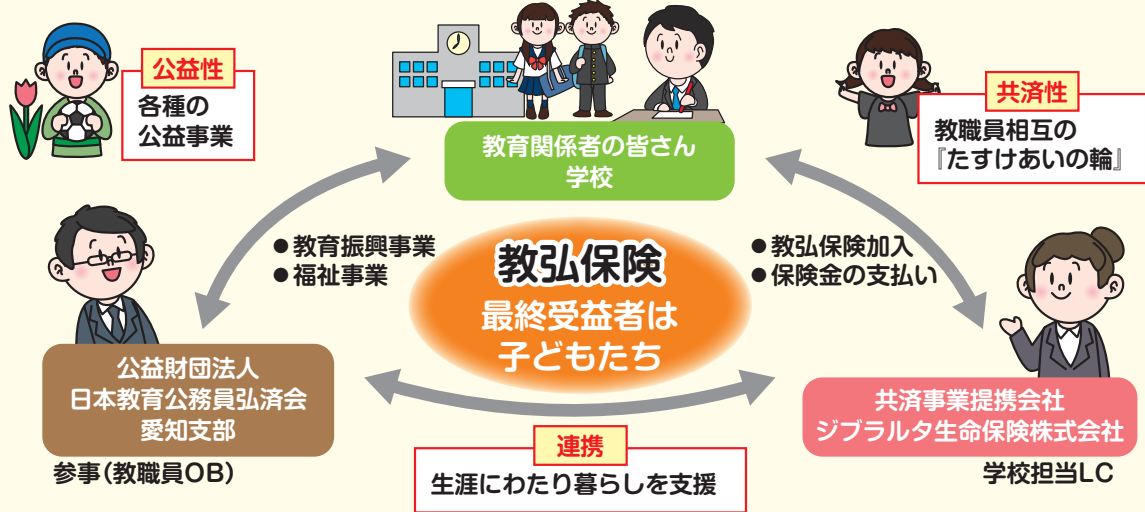 公益性
各種の
公益事業
教育関係者の皆さん
学校
共済性
教職員相互の
『たすけあいの輪』
●教育振興事業
●福祉事業
教弘保険
最終受益者は
子どもたち
●教弘保険加入
●保険金の支払い
公益財団法人
日本教育公務員弘済会
愛知支部
参事(教職員OB)
連携
生涯にわたり暮らしを支援
共済事業提携会社
ジブラルタ生命保険株式会社
学校担当LC